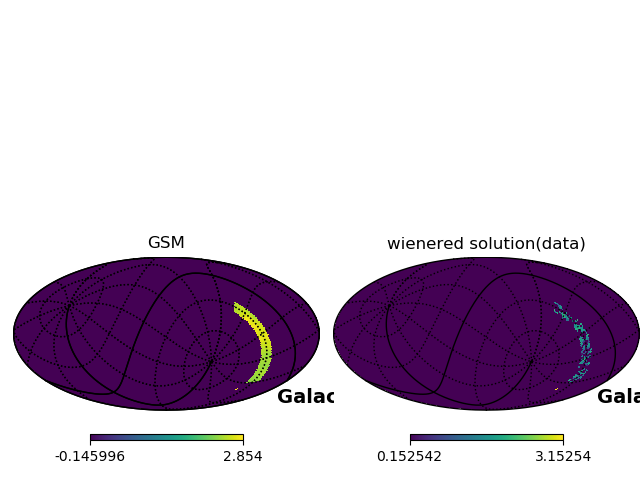 GSM
wienered solution(data)
Galac
Gala
-0.145996 2.854
0.152542 3.15254